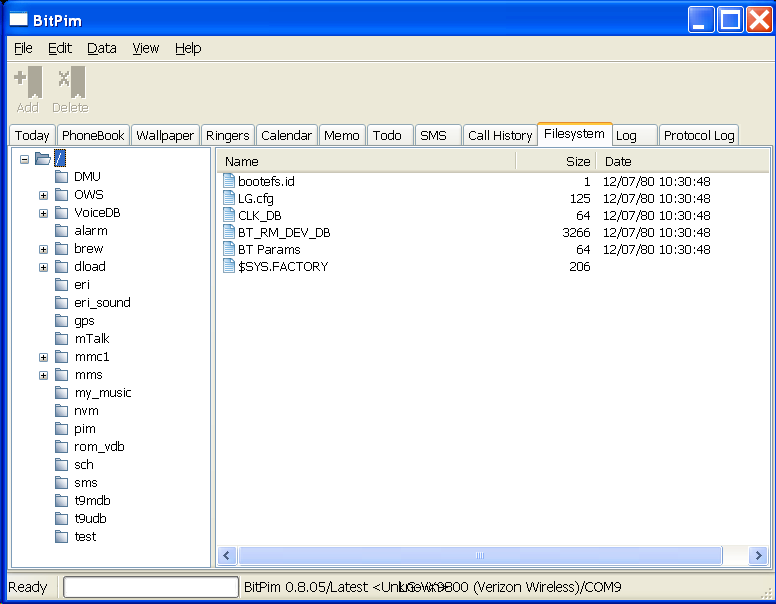 BitPim
File Edit Data View Help
Add Delete
Today PhoneBook Wallpaper Ringers Calendar Memo Todo SMS Call History Filesystem Log Protocol Log
/
DMU
OWS
VoiceDB
alarm
brew
dload
eri
eri_sound
gps
mTalk
mmc1
mms
my_music
nvm
pim
rom_vdb
sch
sms
t9mdb
t9udb
test
Name Size Date
bootefs.id 1 12/07/80 10:30:48
LG.cfg 125 12/07/80 10:30:48
CLK_DB 64 12/07/80 10:30:48
BT_RM_DEV_DB 3266 12/07/80 10:30:48
BT Params 64 12/07/80 10:30:48
$SYS.FACTORY 206
Ready BitPim 0.8.05/Latest (Verizon Wireless)/COM9